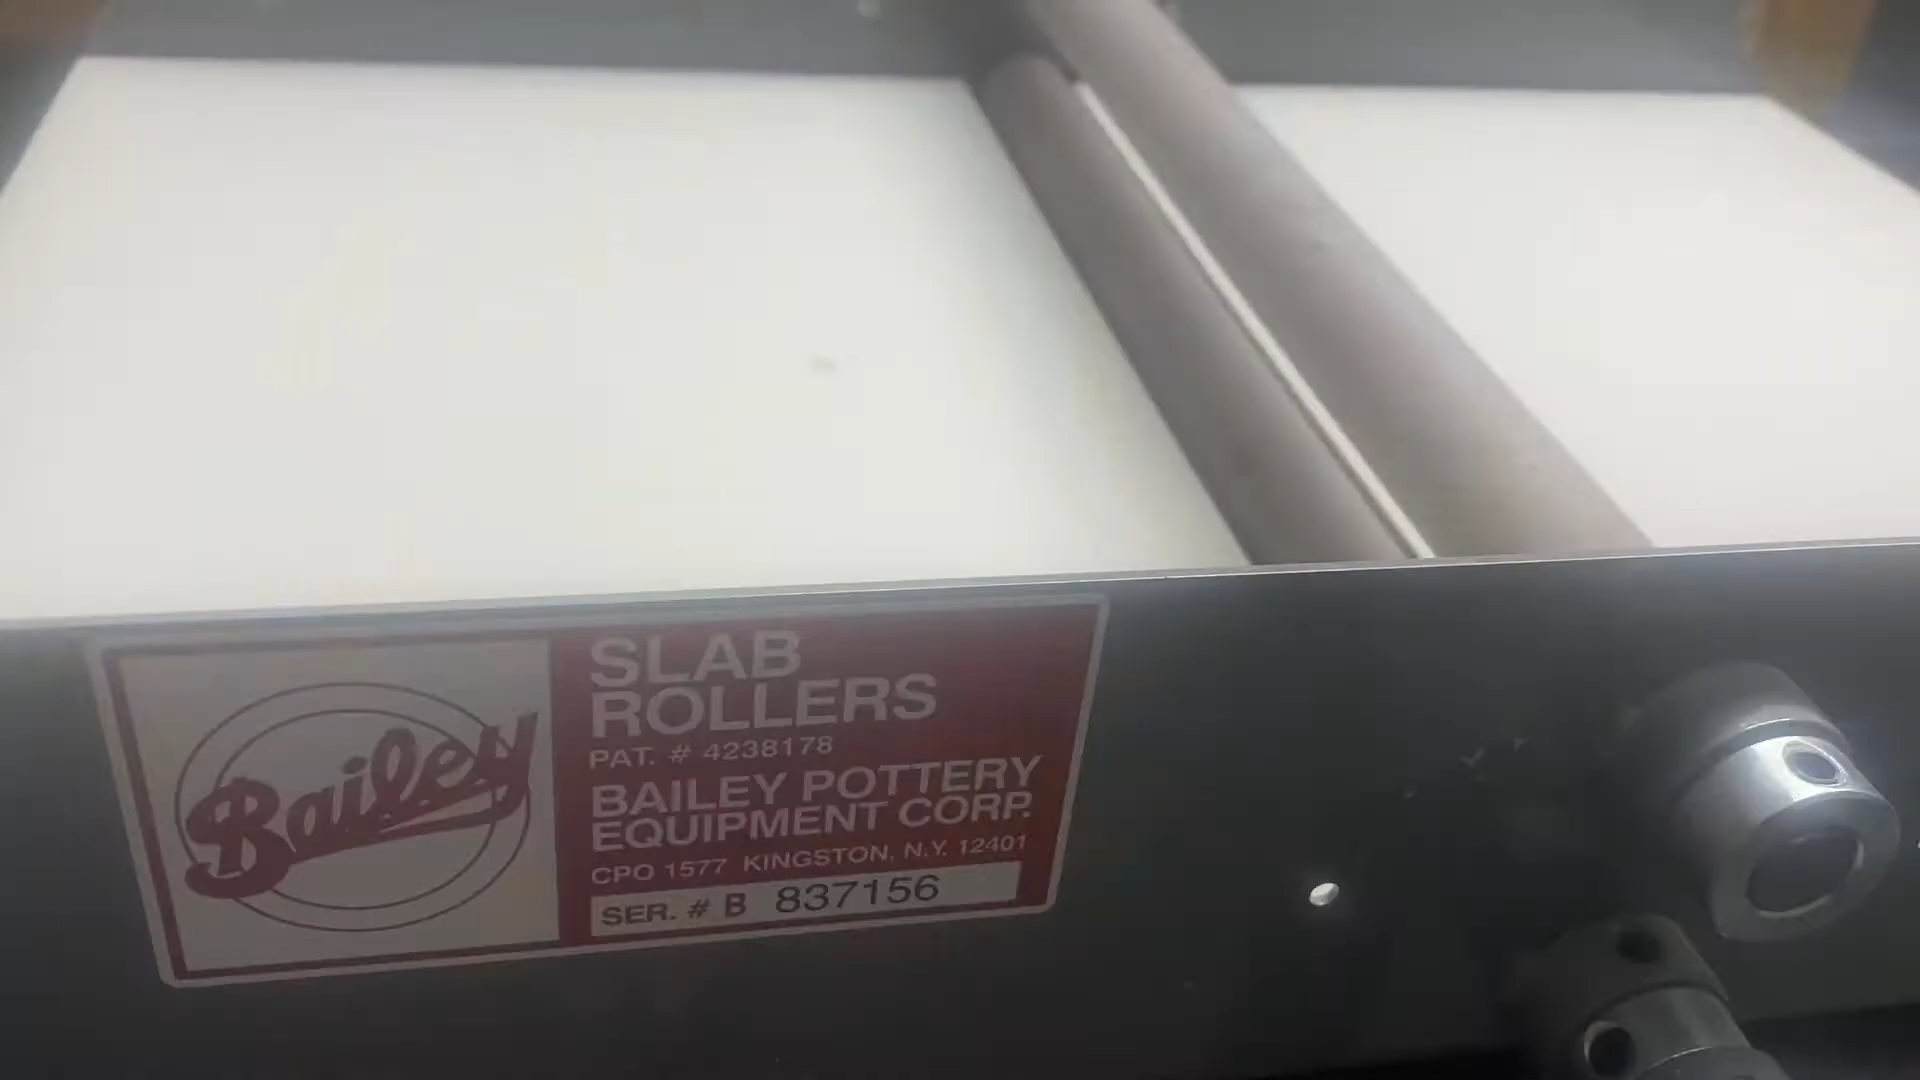 Bailey
SLAB
ROLLERS
PAT. # 4238178
BAILEY POTTERY
EQUIPMENT CORP.
CPO 1577 KINGSTON, N.Y. 12401
SER. # B 837156